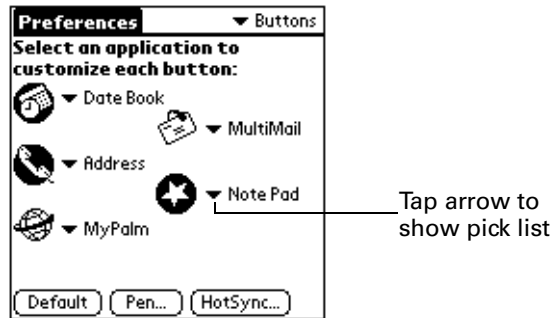 Preferences
Buttons
Select an application to
customize each button:
Date Book
MultiMail
Address
Note Pad
MyPalm
Tap arrow to
show pick list
Default Pen... HotSync...